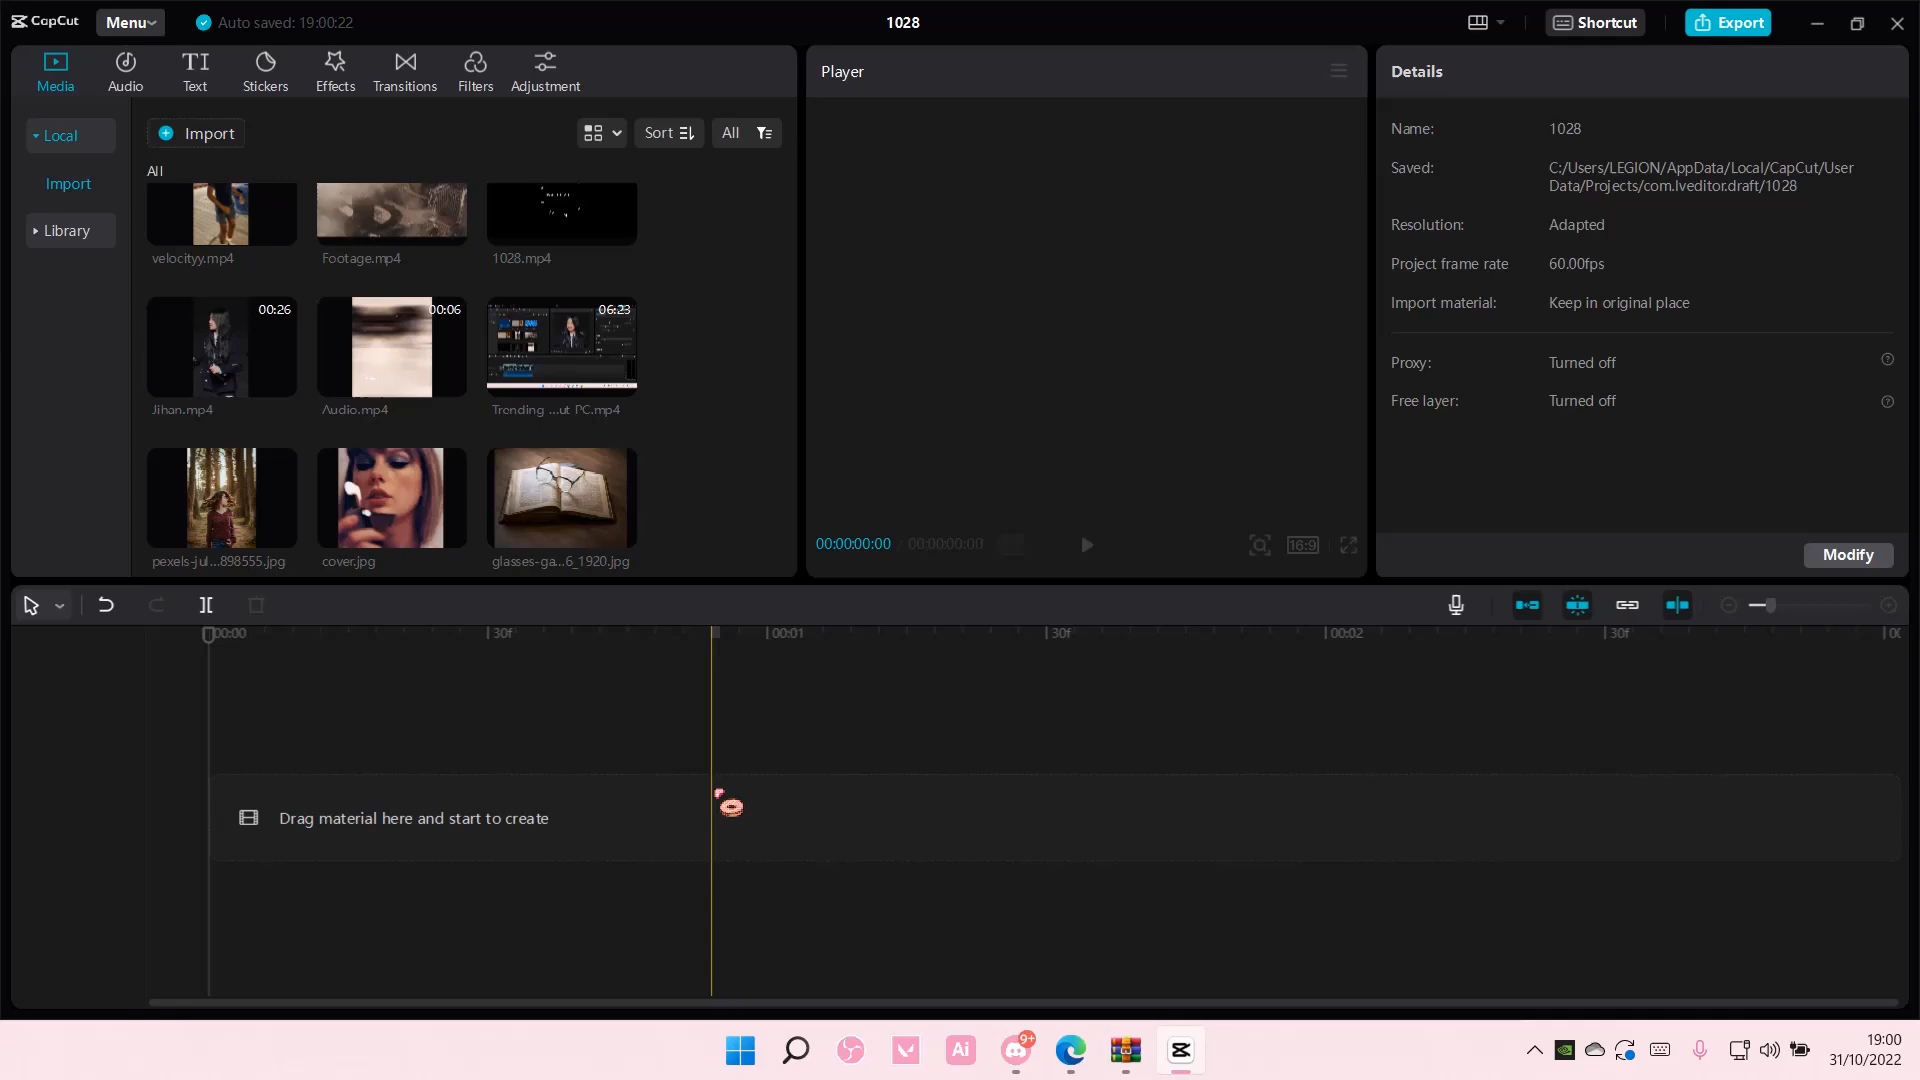 CapCut
Menu
Auto saved: 19:00:22
1028
Shortcut
Export
Media
Audio
Text
Stickers
Effects
Transitions
Filters
Adjustment
Local
Import
Library
Import
Sort
All
All
velocityy.mp4
Footage.mp4
1028.mp4
00:26
00:06
06:23
Jihan.mp4
Audio.mp4
Trending ...ut PC.mp4
pexels-jul...898555.jpg
cover.jpg
glasses-ga...6_1920.jpg
Player
00:00:00:00 / 00:00:00:00
16:9
Details
Name: 1028
Saved: C:/Users/LEGION/AppData/Local/CapCut/User
Data/Projects/com.lveditor.draft/1028
Resolution: Adapted
Project frame rate 60.00fps
Import material: Keep in original place
Proxy: Turned off
Free layer: Turned off
Modify
00:00
30f
00:01
30f
00:02
30f
Drag material here and start to create
Ai
9+
19:00
31/10/2022